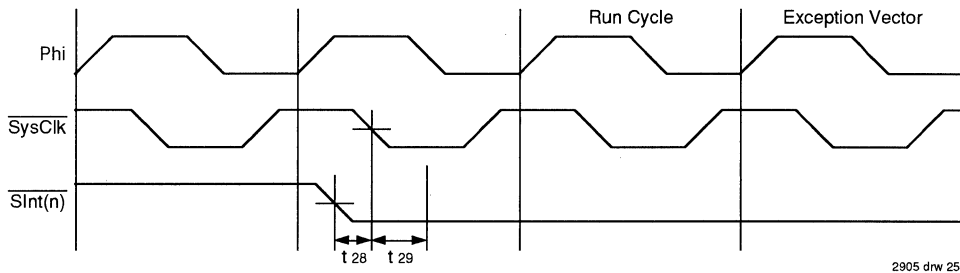 Run Cycle
Exception Vector
Phi
SysClk
SInt(n)
t 28
t 29
2905 drw 25